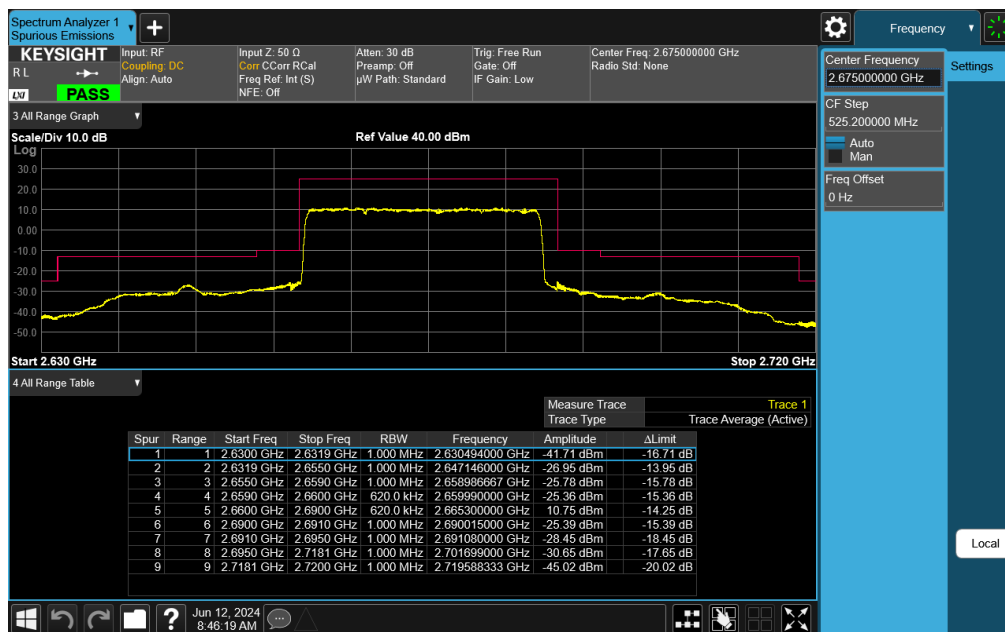 Spectrum Analyzer 1
Spurious Emissions
Frequency
KEYSIGHT
R L
LXI
PASS
Input: RF
Coupling: DC
Align: Auto
Input Z: 50 Ω
Corr CCorr RCal
Freq Ref: Int (S)
NFE: Off
Atten: 30 dB
Preamp: Off
µW Path: Standard
Trig: Free Run
Gate: Off
IF Gain: Low
Center Freq: 2.675000000 GHz
Radio Std: None
Center Frequency
2.675000000 GHz
Settings
CF Step
525.200000 MHz
Auto
Man
Freq Offset
0 Hz
3 All Range Graph
Scale/Div 10.0 dB
Ref Value 40.00 dBm
Log
30.0
20.0
10.0
0.00
-10.0
-20.0
-30.0
-40.0
-50.0
Start 2.630 GHz
Stop 2.720 GHz
4 All Range Table
Measure Trace Trace 1
Trace Type Trace Average (Active)
Spur Range Start Freq Stop Freq RBW Frequency Amplitude ΔLimit
1 1 2.6300 GHz 2.6319 GHz 1.000 MHz 2.630494000 GHz -41.71 dBm -16.71 dB
2 2 2.6319 GHz 2.6550 GHz 1.000 MHz 2.647146000 GHz -26.95 dBm -13.95 dB
3 3 2.6550 GHz 2.6590 GHz 1.000 MHz 2.658986667 GHz -25.78 dBm -15.78 dB
4 4 2.6590 GHz 2.6600 GHz 620.0 kHz 2.659990000 GHz -25.36 dBm -15.36 dB
5 5 2.6600 GHz 2.6900 GHz 620.0 kHz 2.665300000 GHz 10.75 dBm -14.25 dB
6 6 2.6900 GHz 2.6910 GHz 1.000 MHz 2.690015000 GHz -25.39 dBm -15.39 dB
7 7 2.6910 GHz 2.6950 GHz 1.000 MHz 2.691080000 GHz -28.45 dBm -18.45 dB
8 8 2.6950 GHz 2.7181 GHz 1.000 MHz 2.701699000 GHz -30.65 dBm -17.65 dB
9 9 2.7181 GHz 2.7200 GHz 1.000 MHz 2.719588333 GHz -45.02 dBm -20.02 dB
Local
Jun 12, 2024
8:46:19 AM